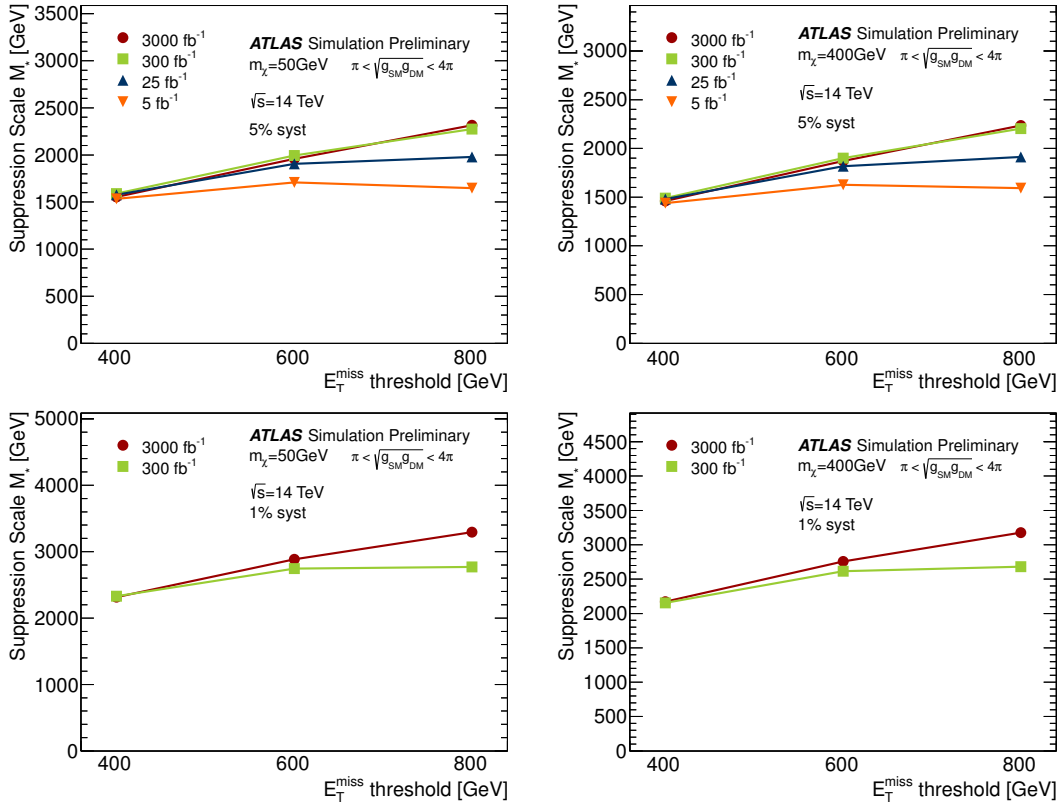 Suppression Scale M* [GeV]
3500
3000
2500
2000
1500
1000
500
0
3000 fb-1
300 fb-1
25 fb-1
5 fb-1
ATLAS Simulation Preliminary
mχ=50GeV π < √gSMgDM < 4π
√s=14 TeV
5% syst
400 600 800
ETmiss threshold [GeV]
Suppression Scale M* [GeV]
3000
2500
2000
1500
1000
500
0
3000 fb-1
300 fb-1
25 fb-1
5 fb-1
ATLAS Simulation Preliminary
mχ=400GeV π < √gSMgDM < 4π
√s=14 TeV
5% syst
400 600 800
ETmiss threshold [GeV]
Suppression Scale M* [GeV]
5000
4000
3000
2000
1000
0
3000 fb-1
300 fb-1
ATLAS Simulation Preliminary
mχ=50GeV π < √gSMgDM < 4π
√s=14 TeV
1% syst
400 600 800
ETmiss threshold [GeV]
Suppression Scale M* [GeV]
4500
4000
3500
3000
2500
2000
1500
1000
500
0
3000 fb-1
300 fb-1
ATLAS Simulation Preliminary
mχ=400GeV π < √gSMgDM < 4π
√s=14 TeV
1% syst
400 600 800
ETmiss threshold [GeV]